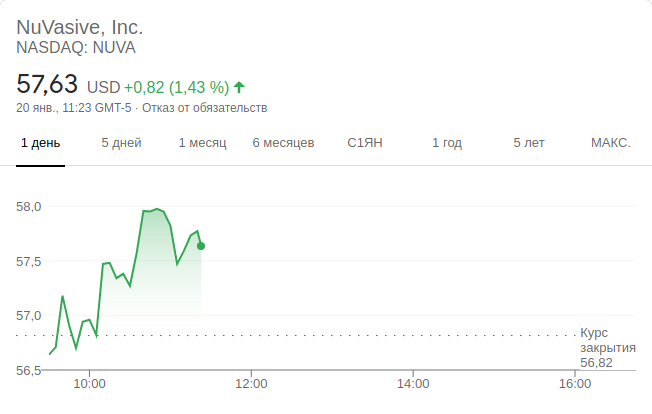 NuVasive, Inc.
NASDAQ: NUVA
57,63 USD +0,82 (1,43 %)
20 янв., 11:23 GMT-5 · Отказ от обязательств
1 день 5 дней 1 месяц 6 месяцев С1ЯН 1 год 5 лет МАКС.
58,0
57,5
57,0
Курс
закрытия
56,82
56,5
10:00 12:00 14:00 16:00